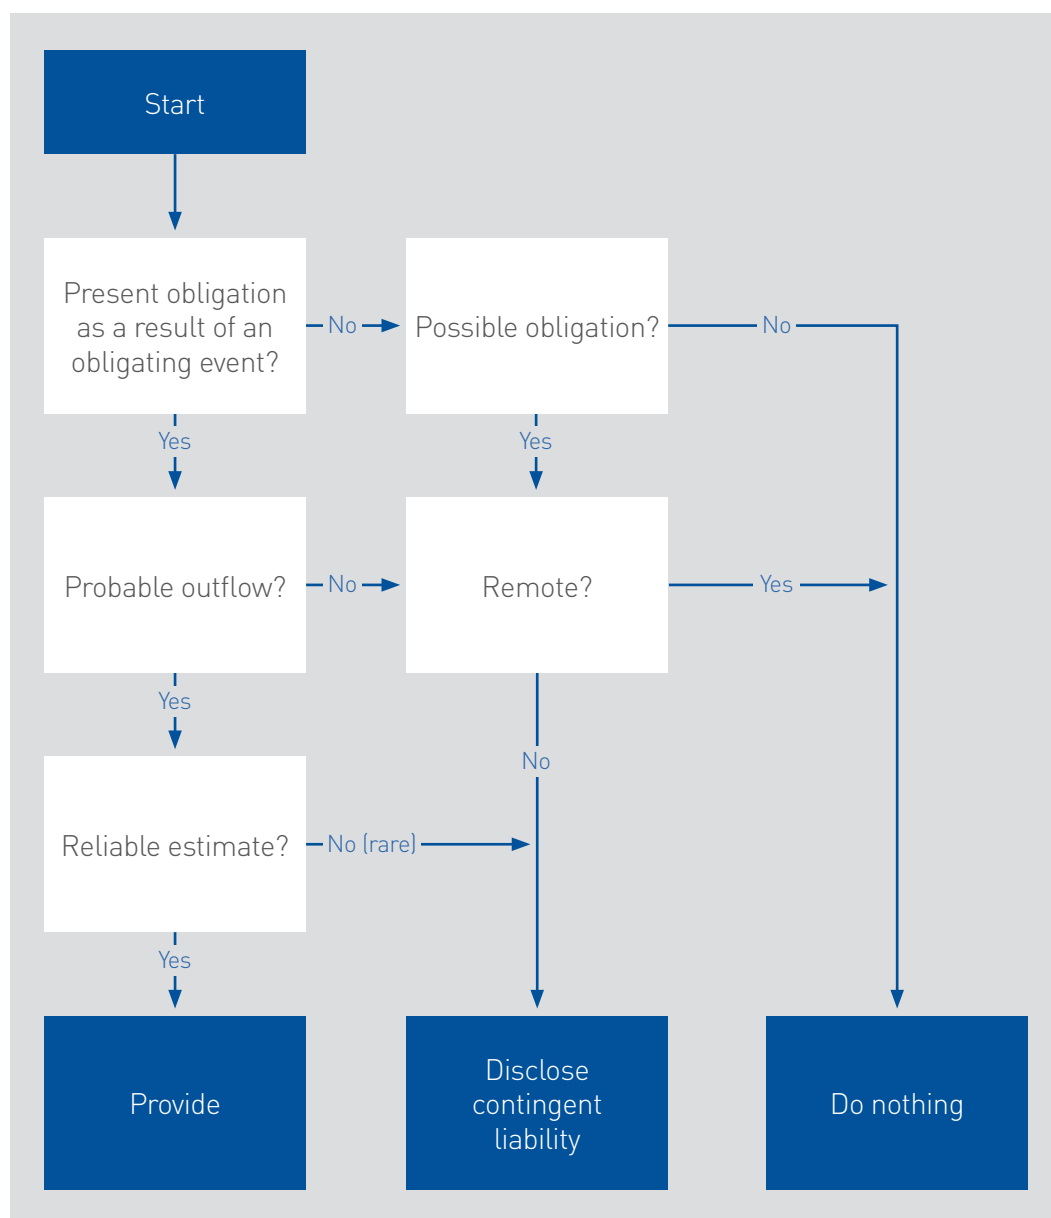 Start
Present obligation
as a result of an
obligating event?
No
Possible obligation?
No
Yes
Yes
Probable outflow?
No
Remote?
Yes
Yes
No
Reliable estimate?
No (rare)
Yes
Provide
Disclose
contingent
liability
Do nothing